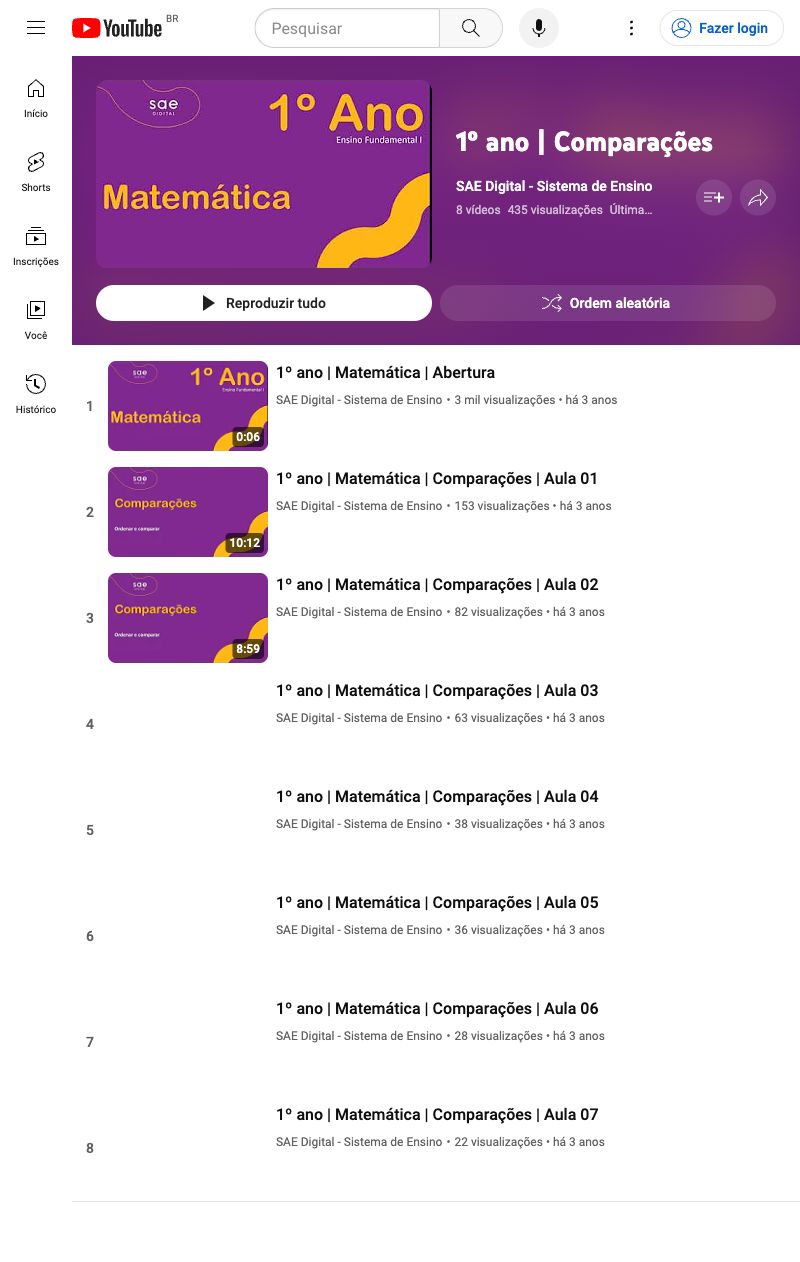 YouTube BR
Pesquisar
Fazer login
Início
Shorts
Inscrições
Você
Histórico
sae
DIGITAL
1º Ano
Ensino Fundamental I
Matemática
1º ano | Comparações
SAE Digital - Sistema de Ensino
8 vídeos 435 visualizações Última...
Reproduzir tudo
Ordem aleatória
1
sae
DIGITAL
1º Ano
Ensino Fundamental I
Matemática
0:06
1º ano | Matemática | Abertura
SAE Digital - Sistema de Ensino • 3 mil visualizações • há 3 anos
2
sae
DIGITAL
Comparações
Ordenar e comparar
10:12
1º ano | Matemática | Comparações | Aula 01
SAE Digital - Sistema de Ensino • 153 visualizações • há 3 anos
3
sae
DIGITAL
Comparações
Ordenar e comparar
8:59
1º ano | Matemática | Comparações | Aula 02
SAE Digital - Sistema de Ensino • 82 visualizações • há 3 anos
4
1º ano | Matemática | Comparações | Aula 03
SAE Digital - Sistema de Ensino • 63 visualizações • há 3 anos
5
1º ano | Matemática | Comparações | Aula 04
SAE Digital - Sistema de Ensino • 38 visualizações • há 3 anos
6
1º ano | Matemática | Comparações | Aula 05
SAE Digital - Sistema de Ensino • 36 visualizações • há 3 anos
7
1º ano | Matemática | Comparações | Aula 06
SAE Digital - Sistema de Ensino • 28 visualizações • há 3 anos
8
1º ano | Matemática | Comparações | Aula 07
SAE Digital - Sistema de Ensino • 22 visualizações • há 3 anos